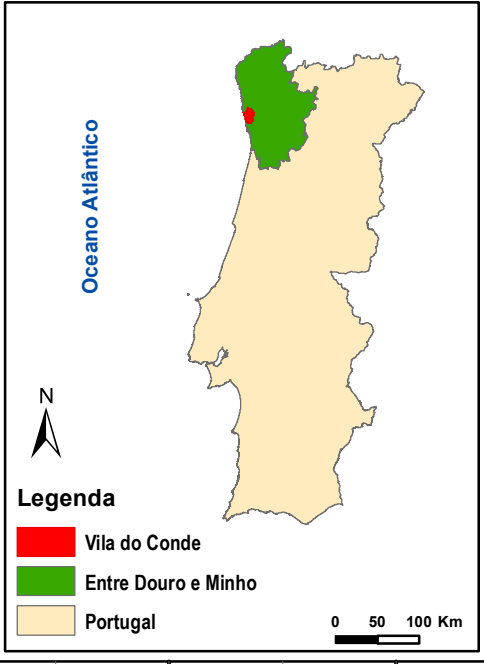 Oceano Atlântico
N
Legenda
Vila do Conde
Entre Douro e Minho
Portugal
0 50 100 Km